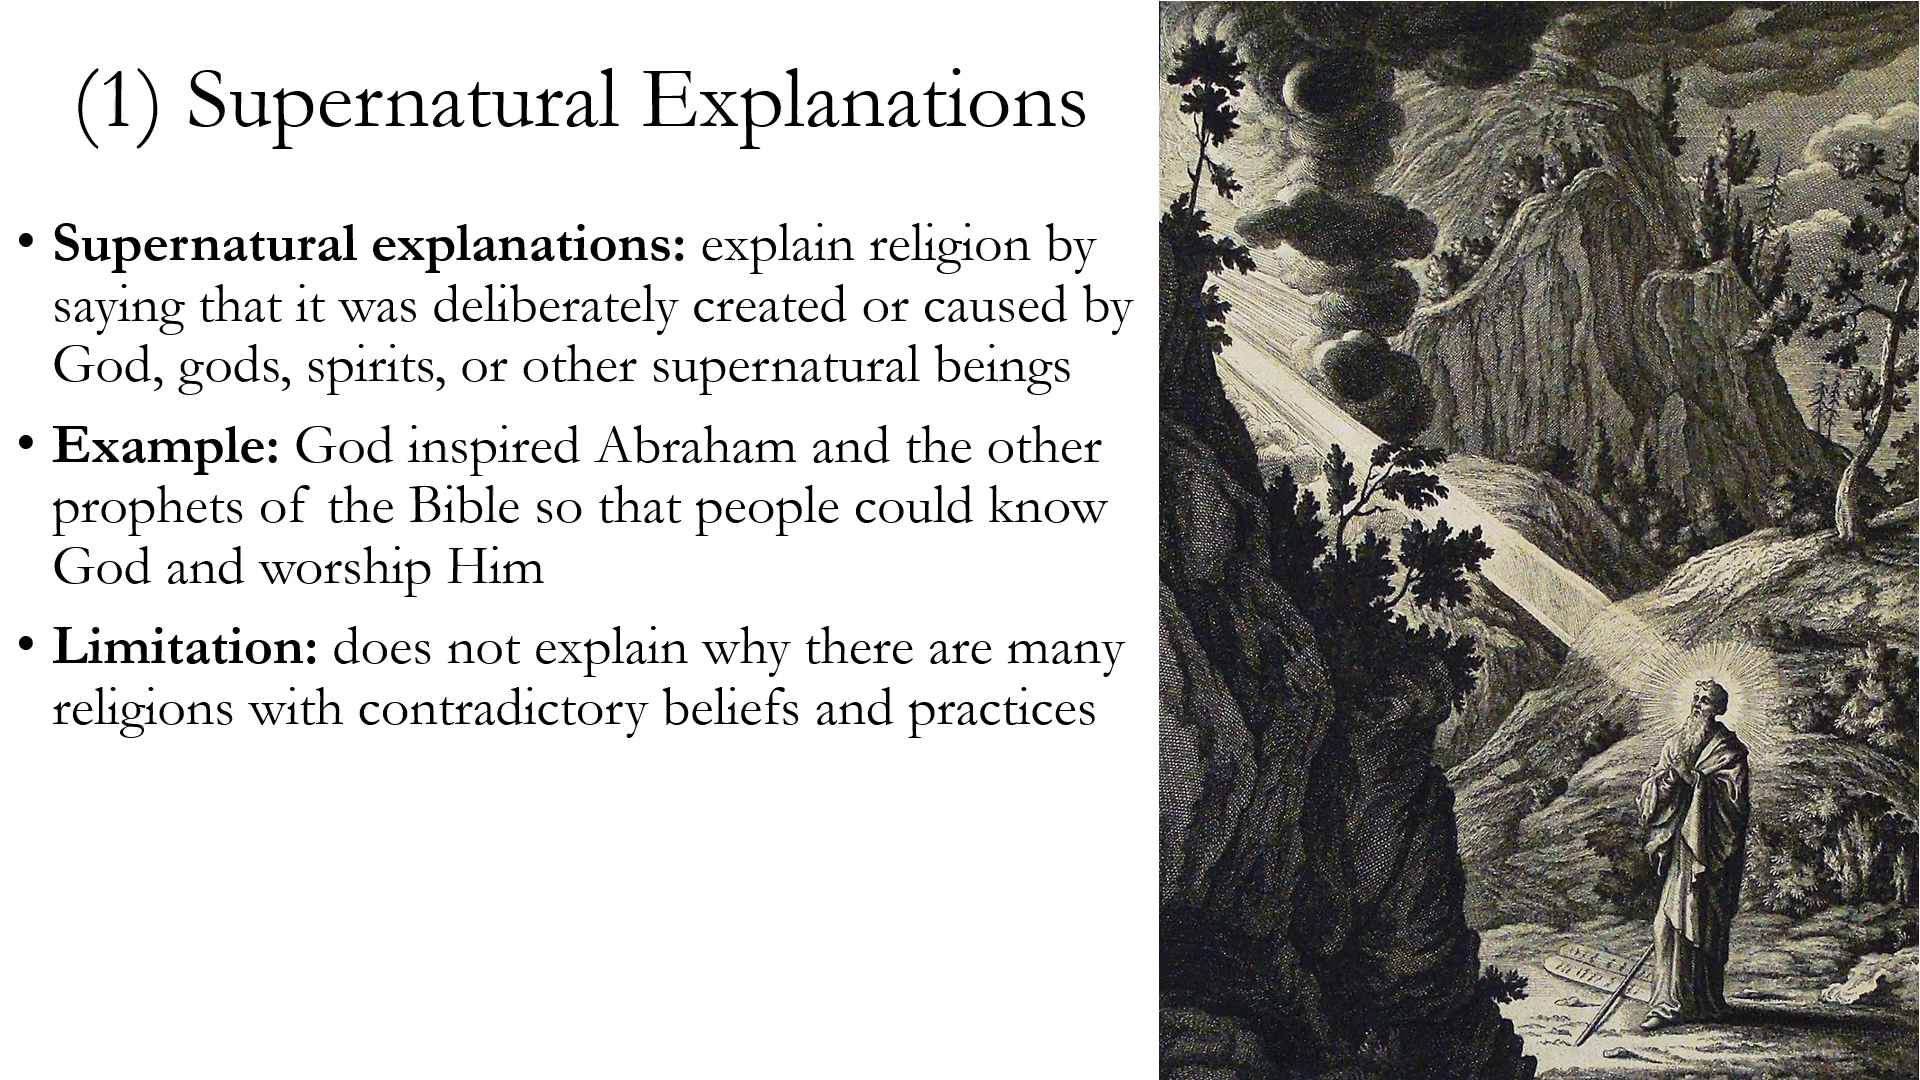 (1) Supernatural Explanations
• Supernatural explanations: explain religion by
saying that it was deliberately created or caused by
God, gods, spirits, or other supernatural beings
• Example: God inspired Abraham and the other
prophets of the Bible so that people could know
God and worship Him
• Limitation: does not explain why there are many
religions with contradictory beliefs and practices